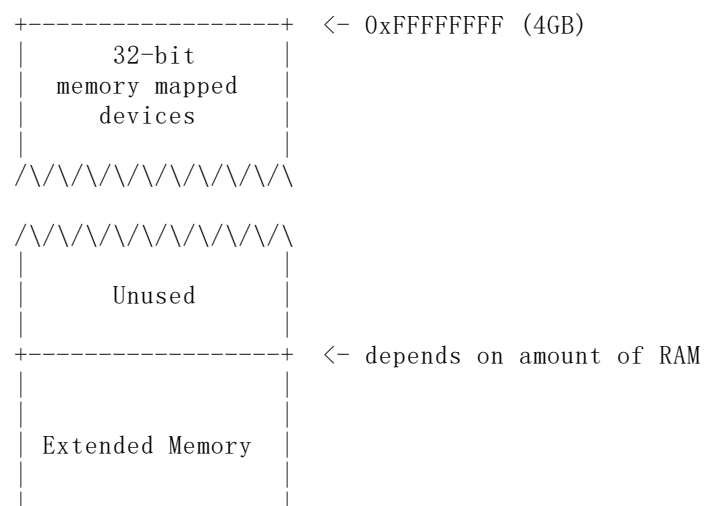 +------------------+ <- 0xFFFFFFFF (4GB)
| 32-bit |
| memory mapped |
| devices |
| |
/\/\/\/\/\/\/\/\/\/\
/\/\/\/\/\/\/\/\/\/\
| |
| Unused |
| |
+------------------+ <- depends on amount of RAM
| |
| |
| Extended Memory |
| |
| |